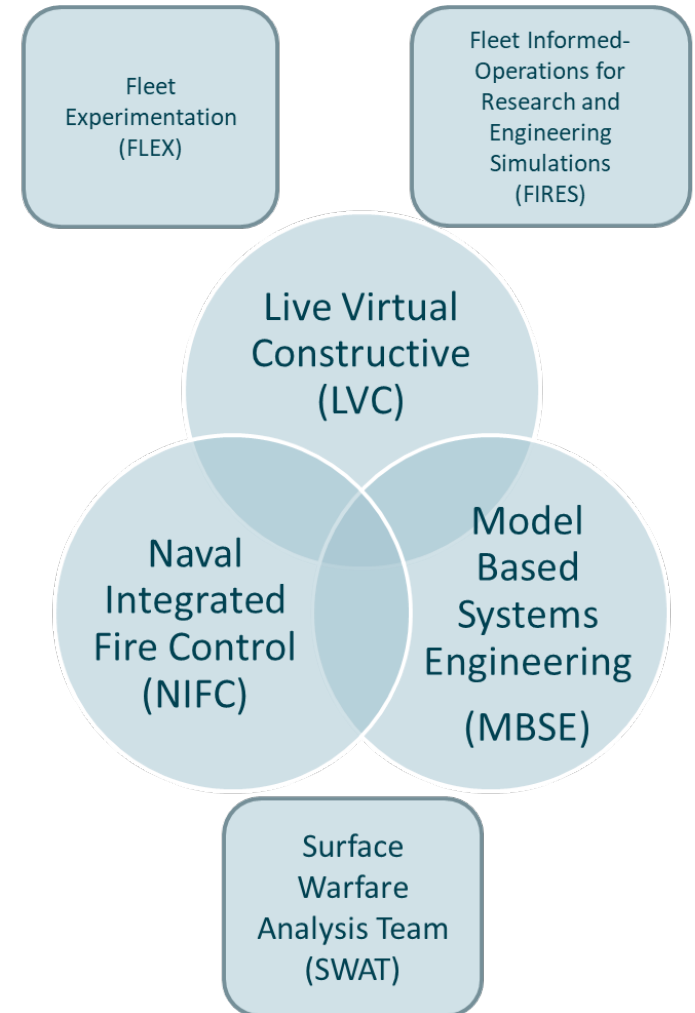 Fleet
Experimentation
(FLEX)
Fleet Informed-
Operations for
Research and
Engineering
Simulations
(FIRES)
Live Virtual
Constructive
(LVC)
Naval
Integrated
Fire Control
(NIFC)
Model
Based
Systems
Engineering
(MBSE)
Surface
Warfare
Analysis Team
(SWAT)